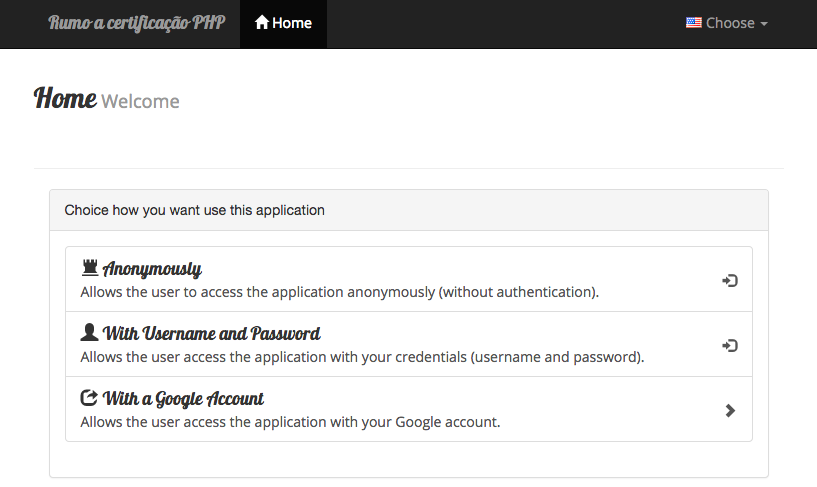 Rumo a certificação PHP Home Choose
Home Welcome
Choice how you want use this application
Anonymously
Allows the user to access the application anonymously (without authentication).
With Username and Password
Allows the user access the application with your credentials (username and password).
With a Google Account
Allows the user access the application with your Google account.